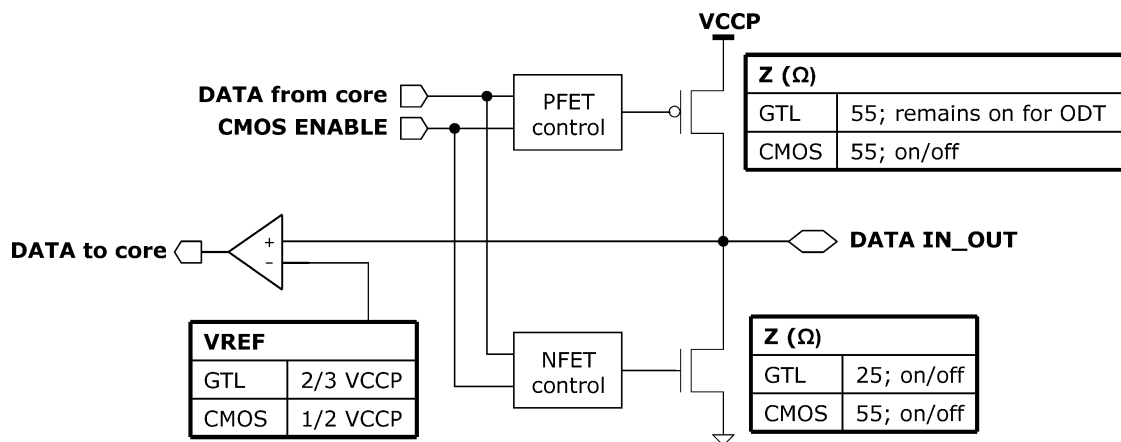 VCCP
Z (Ω)
GTL 55; remains on for ODT
CMOS 55; on/off
DATA from core
CMOS ENABLE
PFET
control
DATA to core
+
-
DATA IN_OUT
VREF
GTL 2/3 VCCP
CMOS 1/2 VCCP
NFET
control
Z (Ω)
GTL 25; on/off
CMOS 55; on/off